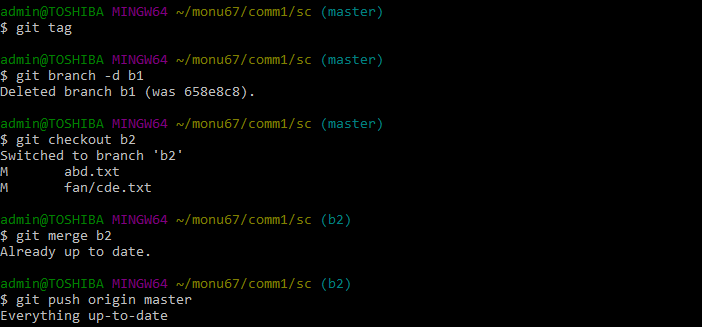 admin@TOSHIBA MINGW64 ~/monu67/comm1/sc (master)
$ git tag
admin@TOSHIBA MINGW64 ~/monu67/comm1/sc (master)
$ git branch -d b1
Deleted branch b1 (was 658e8c8).
admin@TOSHIBA MINGW64 ~/monu67/comm1/sc (master)
$ git checkout b2
Switched to branch 'b2'
M       abd.txt
M       fan/cde.txt
admin@TOSHIBA MINGW64 ~/monu67/comm1/sc (b2)
$ git merge b2
Already up to date.
admin@TOSHIBA MINGW64 ~/monu67/comm1/sc (b2)
$ git push origin master
Everything up-to-date